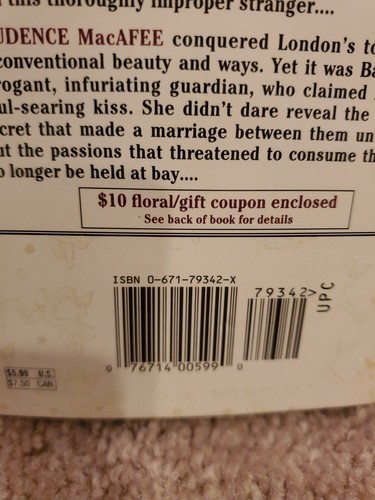 this thoroughly improper stranger....
UDENCE MacAFEE conquered London's to
conventional beauty and ways. Yet it was Ba
rogant, infuriating guardian, who claimed
ul-searing kiss. She didn't dare reveal the
cret that made a marriage between them un
ut the passions that threatened to consume th
o longer be held at bay....
$10 floral/gift coupon enclosed
See back of book for details
ISBN 0-671-79342-X
79342>
UPC
0 76714 00599 0
$5.99 U.S.
$7.50 CAN